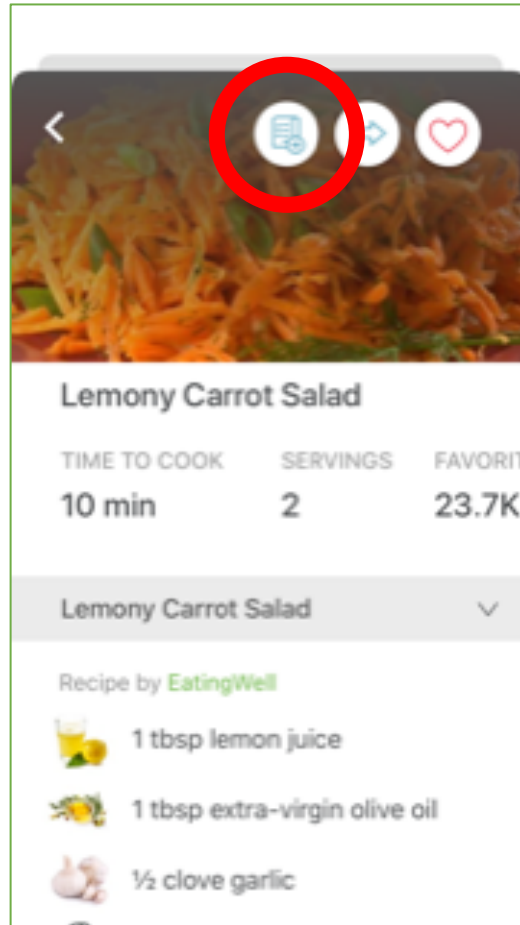 Lemony Carrot Salad
TIME TO COOK SERVINGS FAVORIT
10 min 2 23.7K
Lemony Carrot Salad
Recipe by EatingWell
1 tbsp lemon juice
1 tbsp extra-virgin olive oil
½ clove garlic